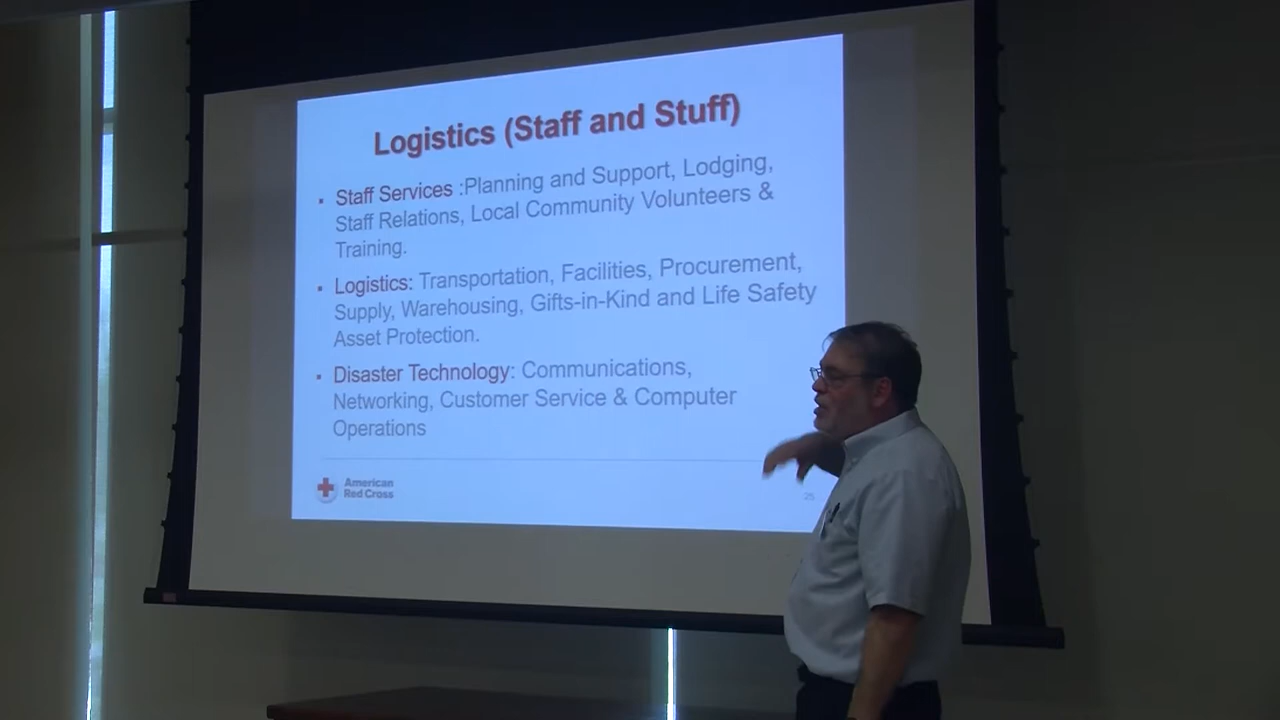 Logistics (Staff and Stuff)
▪ Staff Services :Planning and Support, Lodging,
Staff Relations, Local Community Volunteers &
Training.
▪ Logistics: Transportation, Facilities, Procurement,
Supply, Warehousing, Gifts-in-Kind and Life Safety
Asset Protection.
▪ Disaster Technology: Communications,
Networking, Customer Service & Computer
Operations
American
Red Cross
25